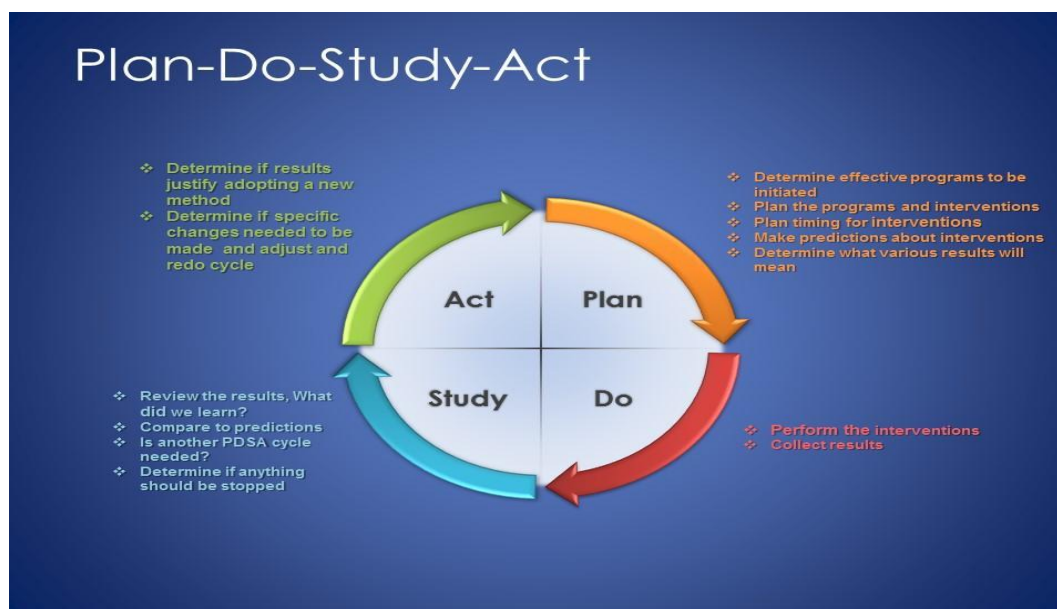 Plan-Do-Study-Act
❖ Determine if results
justify adopting a new
method
❖ Determine if specific
changes needed to be
made and adjust and
redo cycle
❖ Determine effective programs to be
initiated
❖ Plan the programs and interventions
❖ Plan timing for interventions
❖ Make predictions about interventions
❖ Determine what various results will
mean
Act
Plan
Study
Do
❖ Review the results, What
did we learn?
❖ Compare to predictions
❖ Is another PDSA cycle
needed?
❖ Determine if anything
should be stopped
❖ Perform the interventions
❖ Collect results